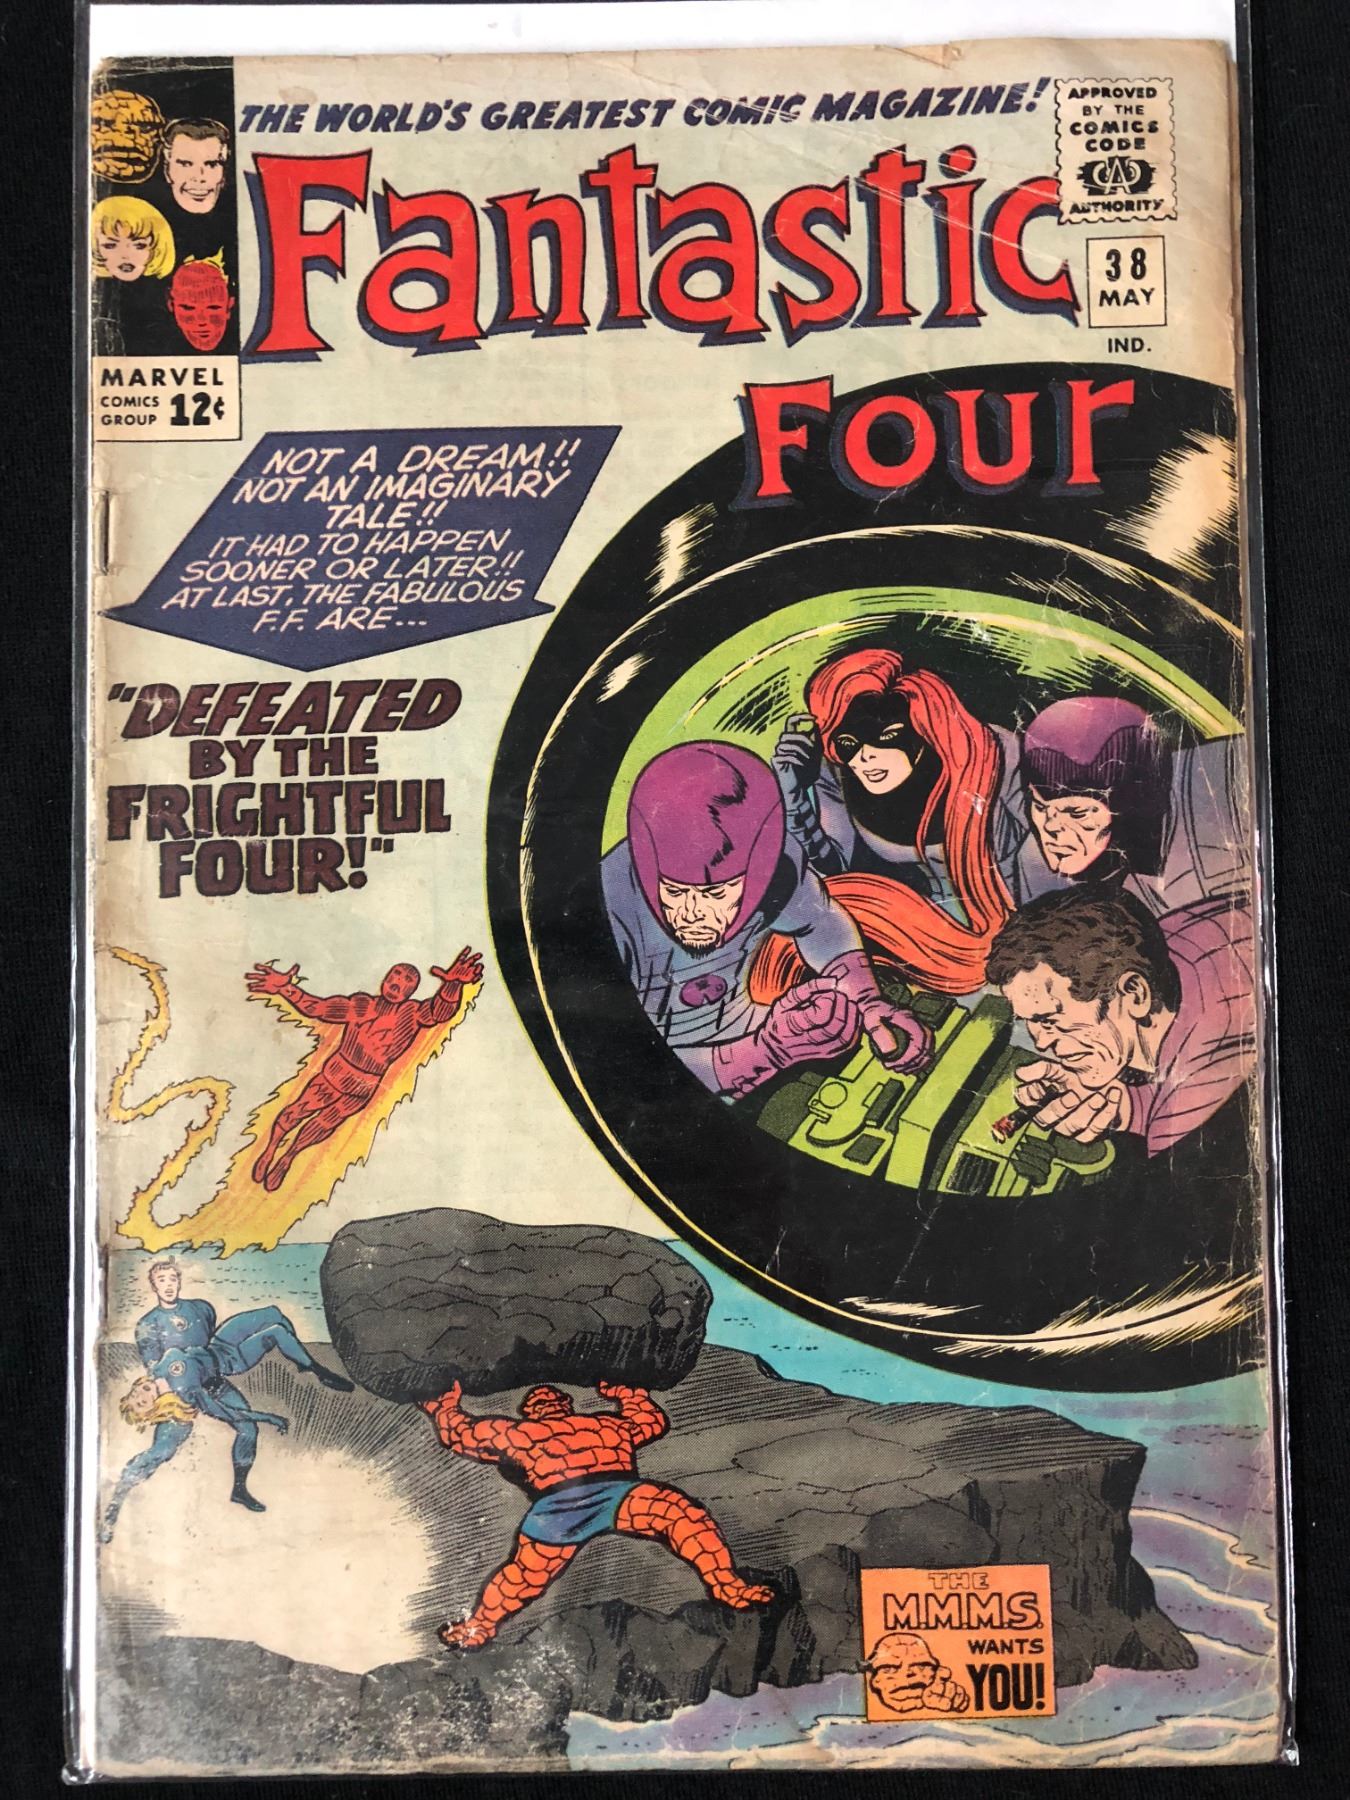 THE WORLD'S GREATEST COMIC MAGAZINE!
Fantastic
Four
APPROVED
BY THE
COMICS
CODE
CA
AUTHORITY
38
MAY
IND.
MARVEL
COMICS
GROUP 12¢
NOT A DREAM!!
NOT AN IMAGINARY
TALE!!
IT HAD TO HAPPEN
SOONER OR LATER!!
AT LAST, THE FABULOUS
F.F. ARE...
"DEFEATED
BY THE
FRIGHTFUL
FOUR!"
THE
M.M.M.S.
WANTS
YOU!